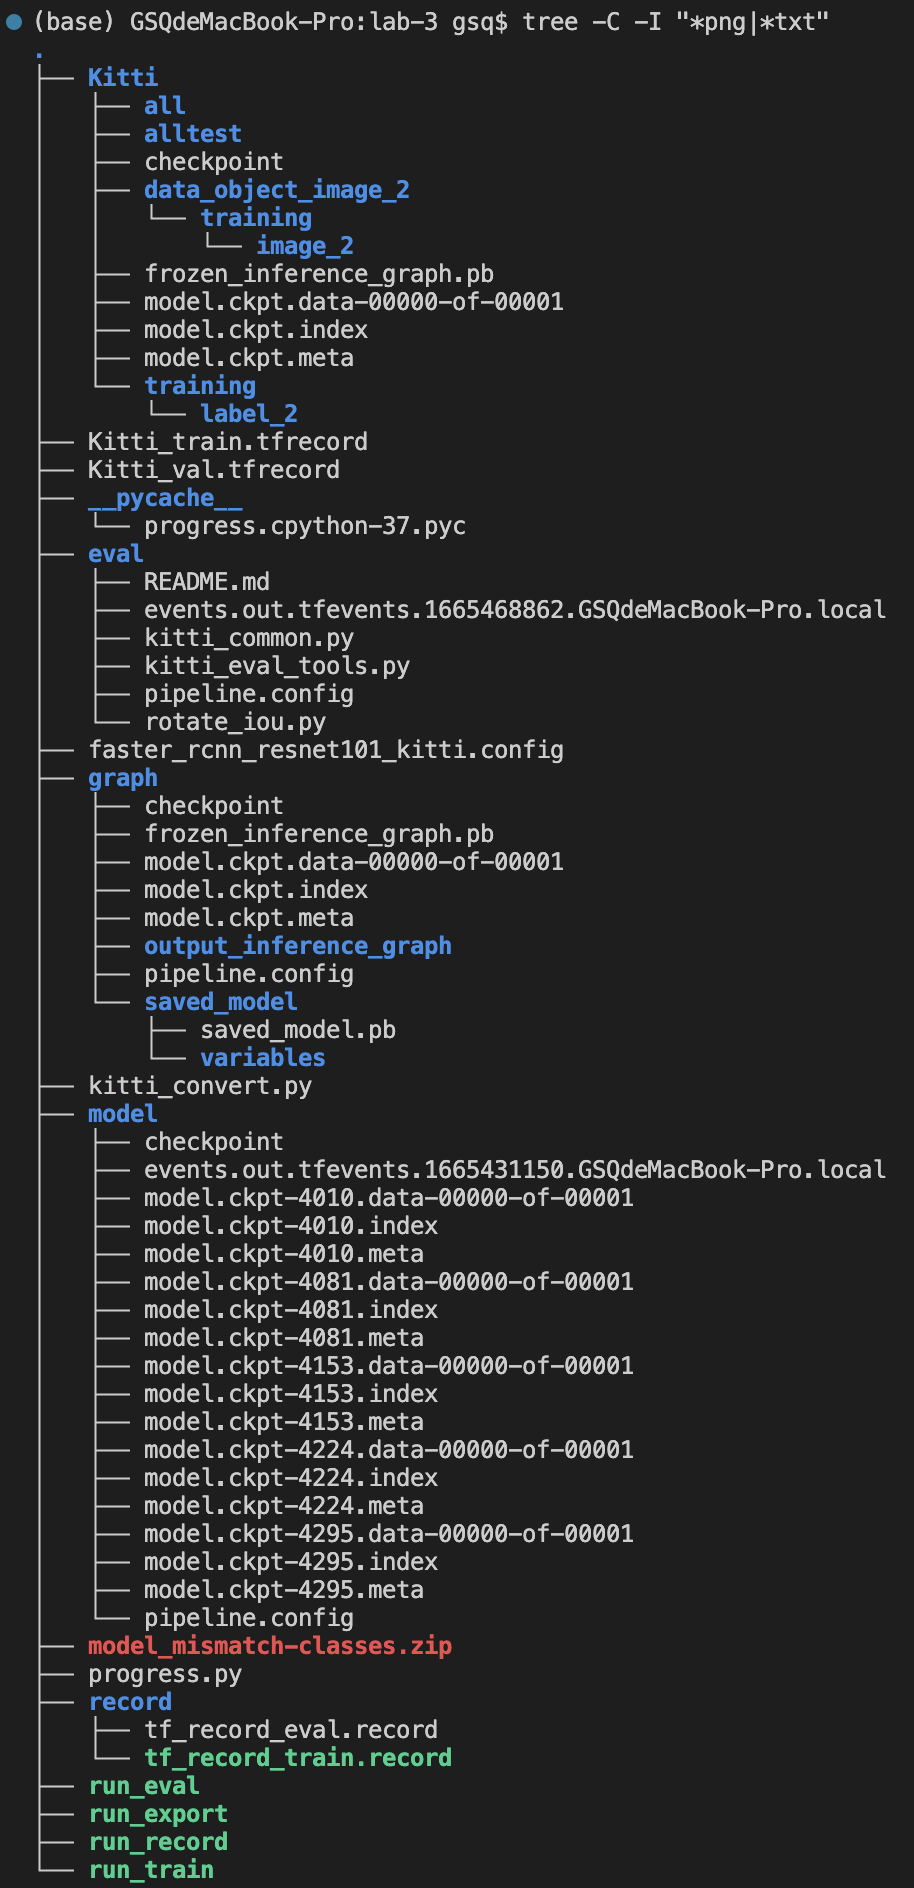 (base) GSQdeMacBook-Pro:lab-3 gsq$ tree -C -I "*png|*txt"
.
├── Kitti
│   ├── all
│   ├── alltest
│   ├── checkpoint
│   ├── data_object_image_2
│   │   └── training
│   │       └── image_2
│   ├── frozen_inference_graph.pb
│   ├── model.ckpt.data-00000-of-00001
│   ├── model.ckpt.index
│   ├── model.ckpt.meta
│   └── training
│       └── label_2
├── Kitti_train.tfrecord
├── Kitti_val.tfrecord
├── __pycache__
│   └── progress.cpython-37.pyc
├── eval
│   ├── README.md
│   ├── events.out.tfevents.1665468862.GSQdeMacBook-Pro.local
│   ├── kitti_common.py
│   ├── kitti_eval_tools.py
│   ├── pipeline.config
│   └── rotate_iou.py
├── faster_rcnn_resnet101_kitti.config
├── graph
│   ├── checkpoint
│   ├── frozen_inference_graph.pb
│   ├── model.ckpt.data-00000-of-00001
│   ├── model.ckpt.index
│   ├── model.ckpt.meta
│   ├── output_inference_graph
│   ├── pipeline.config
│   └── saved_model
│       ├── saved_model.pb
│       └── variables
├── kitti_convert.py
├── model
│   ├── checkpoint
│   ├── events.out.tfevents.1665431150.GSQdeMacBook-Pro.local
│   ├── model.ckpt-4010.data-00000-of-00001
│   ├── model.ckpt-4010.index
│   ├── model.ckpt-4010.meta
│   ├── model.ckpt-4081.data-00000-of-00001
│   ├── model.ckpt-4081.index
│   ├── model.ckpt-4081.meta
│   ├── model.ckpt-4153.data-00000-of-00001
│   ├── model.ckpt-4153.index
│   ├── model.ckpt-4153.meta
│   ├── model.ckpt-4224.data-00000-of-00001
│   ├── model.ckpt-4224.index
│   ├── model.ckpt-4224.meta
│   ├── model.ckpt-4295.data-00000-of-00001
│   ├── model.ckpt-4295.index
│   ├── model.ckpt-4295.meta
│   └── pipeline.config
├── model_mismatch-classes.zip
├── progress.py
├── record
│   ├── tf_record_eval.record
│   └── tf_record_train.record
├── run_eval
├── run_export
├── run_record
└── run_train